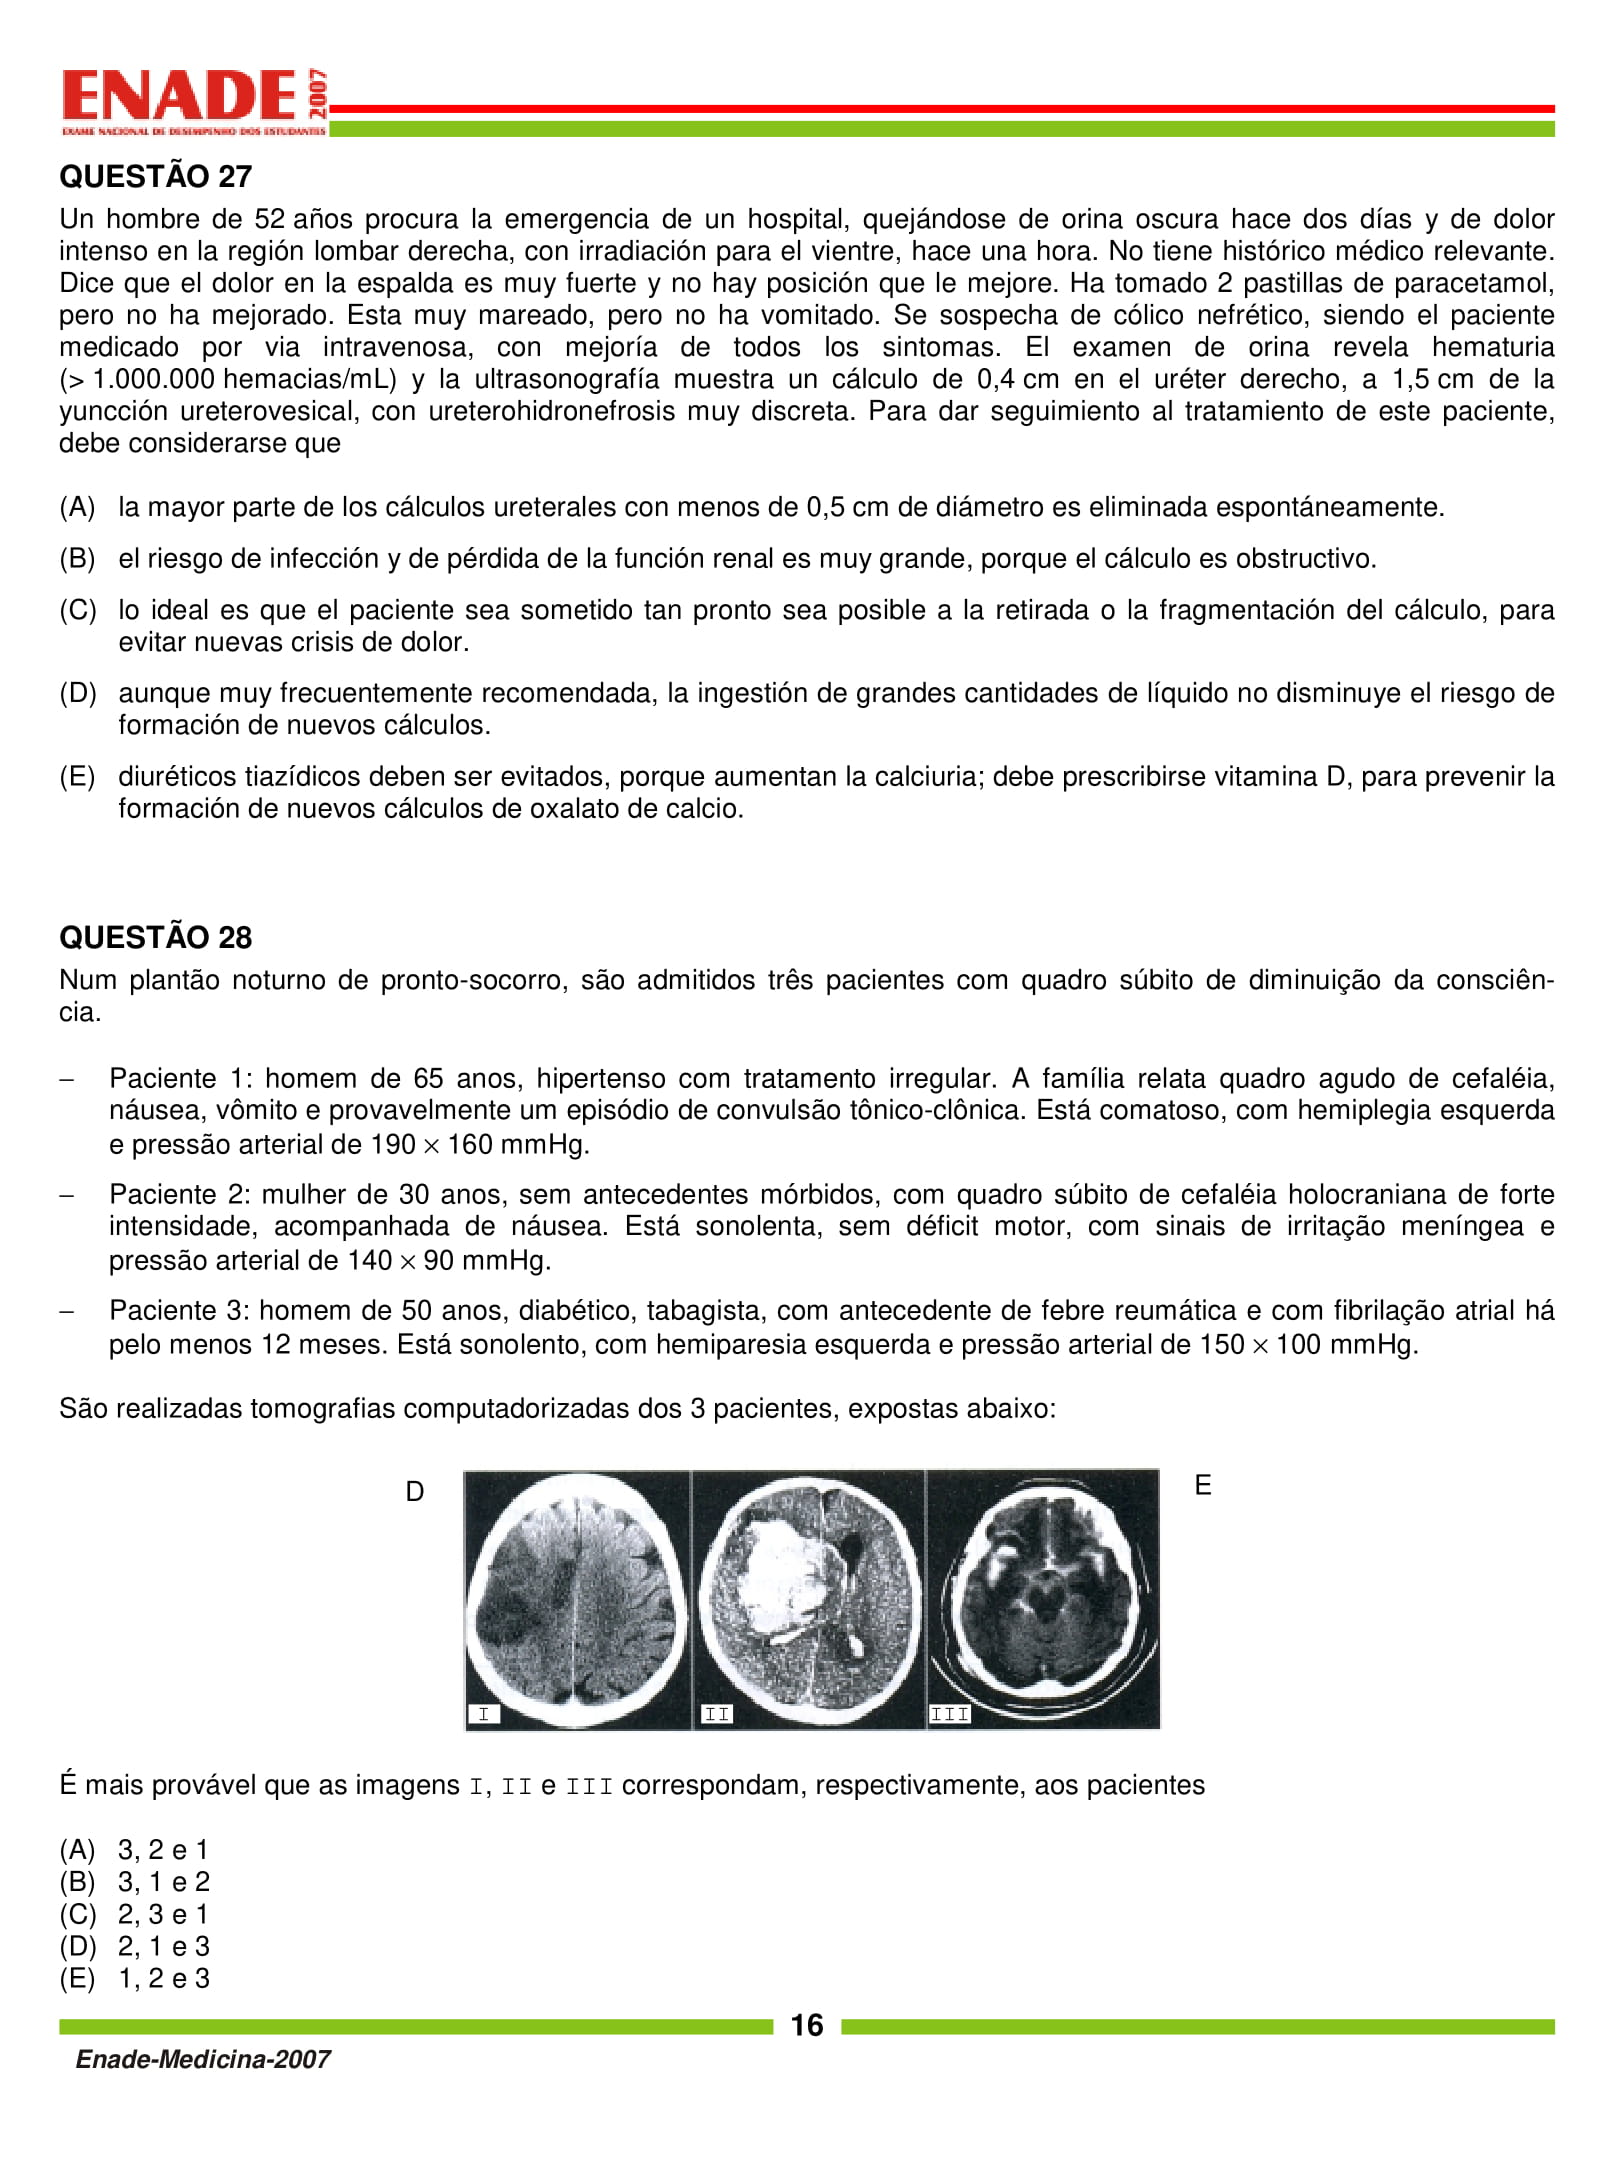 ENADE 2007
EXAME NACIONAL DE DESEMPENHO DOS ESTUDANTES
QUESTÃO 27
Un hombre de 52 años procura la emergencia de un hospital, quejándose de orina oscura hace dos días y de dolor
intenso en la región lombar derecha, con irradiación para el vientre, hace una hora. No tiene histórico médico relevante.
Dice que el dolor en la espalda es muy fuerte y no hay posición que le mejore. Ha tomado 2 pastillas de paracetamol,
pero no ha mejorado. Esta muy mareado, pero no ha vomitado. Se sospecha de cólico nefrético, siendo el paciente
medicado por via intravenosa, con mejoría de todos los sintomas. El examen de orina revela hematuria
(> 1.000.000 hemacias/mL) y la ultrasonografía muestra un cálculo de 0,4 cm en el uréter derecho, a 1,5 cm de la
yuncción ureterovesical, con ureterohidronefrosis muy discreta. Para dar seguimiento al tratamiento de este paciente,
debe considerarse que
(A) la mayor parte de los cálculos ureterales con menos de 0,5 cm de diámetro es eliminada espontáneamente.
(B) el riesgo de infección y de pérdida de la función renal es muy grande, porque el cálculo es obstructivo.
(C) lo ideal es que el paciente sea sometido tan pronto sea posible a la retirada o la fragmentación del cálculo, para
evitar nuevas crisis de dolor.
(D) aunque muy frecuentemente recomendada, la ingestión de grandes cantidades de líquido no disminuye el riesgo de
formación de nuevos cálculos.
(E) diuréticos tiazídicos deben ser evitados, porque aumentan la calciuria; debe prescribirse vitamina D, para prevenir la
formación de nuevos cálculos de oxalato de calcio.
QUESTÃO 28
Num plantão noturno de pronto-socorro, são admitidos três pacientes com quadro súbito de diminuição da consciên-
cia.
– Paciente 1: homem de 65 anos, hipertenso com tratamento irregular. A família relata quadro agudo de cefaléia,
náusea, vômito e provavelmente um episódio de convulsão tônico-clônica. Está comatoso, com hemiplegia esquerda
e pressão arterial de 190 × 160 mmHg.
– Paciente 2: mulher de 30 anos, sem antecedentes mórbidos, com quadro súbito de cefaléia holocraniana de forte
intensidade, acompanhada de náusea. Está sonolenta, sem déficit motor, com sinais de irritação meníngea e
pressão arterial de 140 × 90 mmHg.
– Paciente 3: homem de 50 anos, diabético, tabagista, com antecedente de febre reumática e com fibrilação atrial há
pelo menos 12 meses. Está sonolento, com hemiparesia esquerda e pressão arterial de 150 × 100 mmHg.
São realizadas tomografias computadorizadas dos 3 pacientes, expostas abaixo:
D E
I II III
É mais provável que as imagens I, II e III correspondam, respectivamente, aos pacientes
(A) 3, 2 e 1
(B) 3, 1 e 2
(C) 2, 3 e 1
(D) 2, 1 e 3
(E) 1, 2 e 3
16
Enade-Medicina-2007